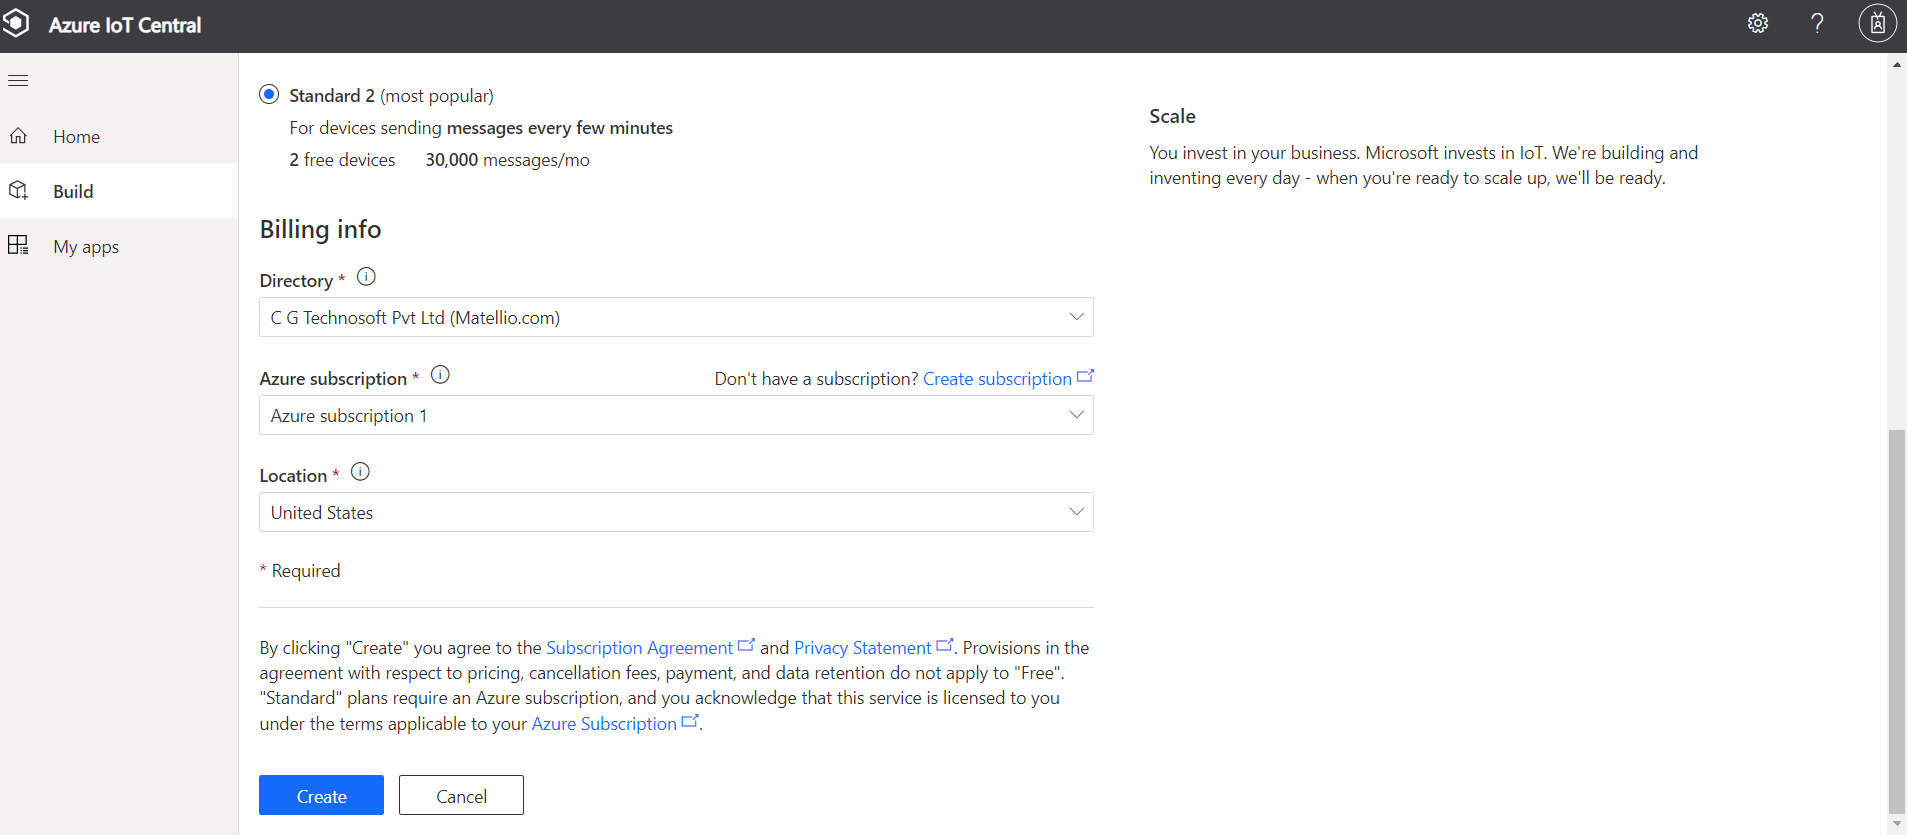 Azure IoT Central
Home
Build
My apps
Standard 2 (most popular)
For devices sending messages every few minutes
2 free devices 30,000 messages/mo
Billing info
Directory *
C G Technosoft Pvt Ltd (Matellio.com)
Azure subscription * Don't have a subscription? Create subscription
Azure subscription 1
Location *
United States
* Required
By clicking "Create" you agree to the Subscription Agreement and Privacy Statement. Provisions in the
agreement with respect to pricing, cancellation fees, payment, and data retention do not apply to "Free".
"Standard" plans require an Azure subscription, and you acknowledge that this service is licensed to you
under the terms applicable to your Azure Subscription.
Create Cancel
Scale
You invest in your business. Microsoft invests in IoT. We're building and
inventing every day - when you're ready to scale up, we'll be ready.